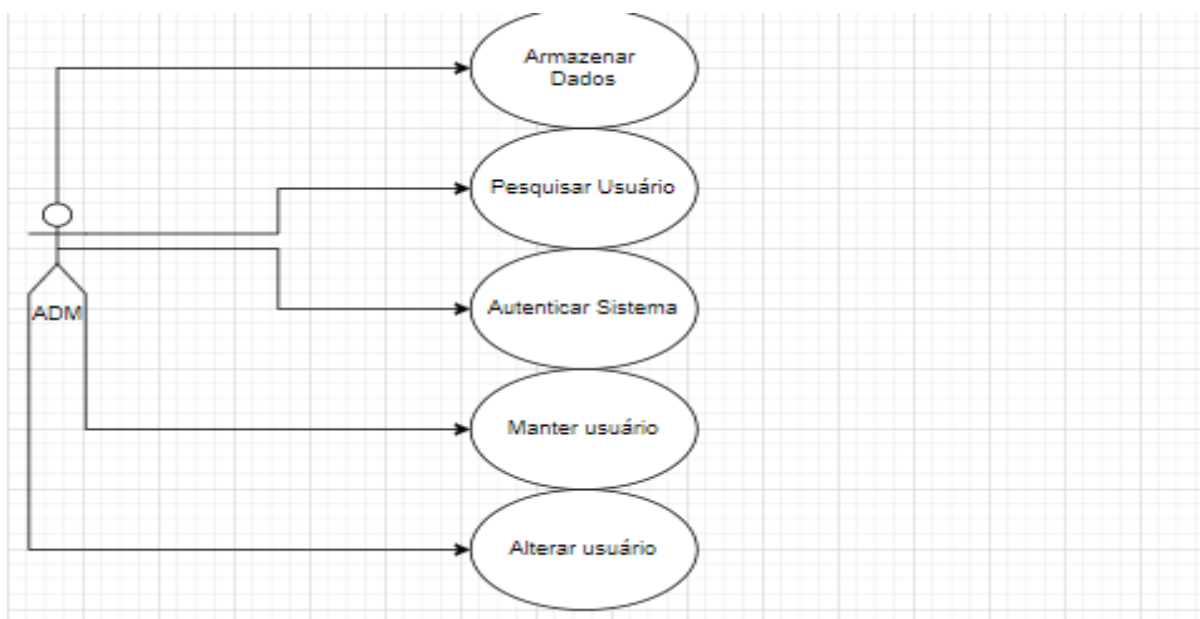 Armazenar
Dados
Pesquisar Usuário
Autenticar Sistema
ADM
Manter usuário
Alterar usuário